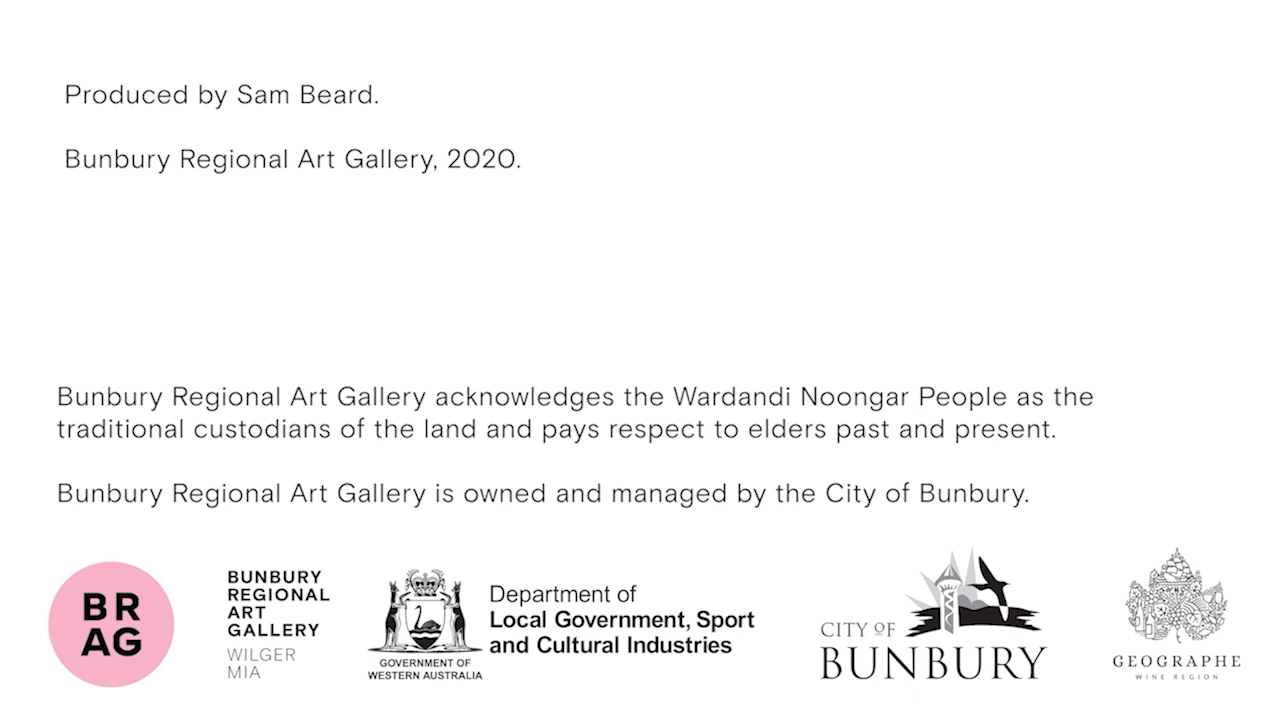 Produced by Sam Beard.
Bunbury Regional Art Gallery, 2020.
Bunbury Regional Art Gallery acknowledges the Wardandi Noongar People as the
traditional custodians of the land and pays respect to elders past and present.
Bunbury Regional Art Gallery is owned and managed by the City of Bunbury.
BR
AG
BUNBURY
REGIONAL
ART
GALLERY
WILGER
MIA
GOVERNMENT OF
WESTERN AUSTRALIA
Department of
Local Government, Sport
and Cultural Industries
CITY OF
BUNBURY
GEOGRAPHE
WINE REGION